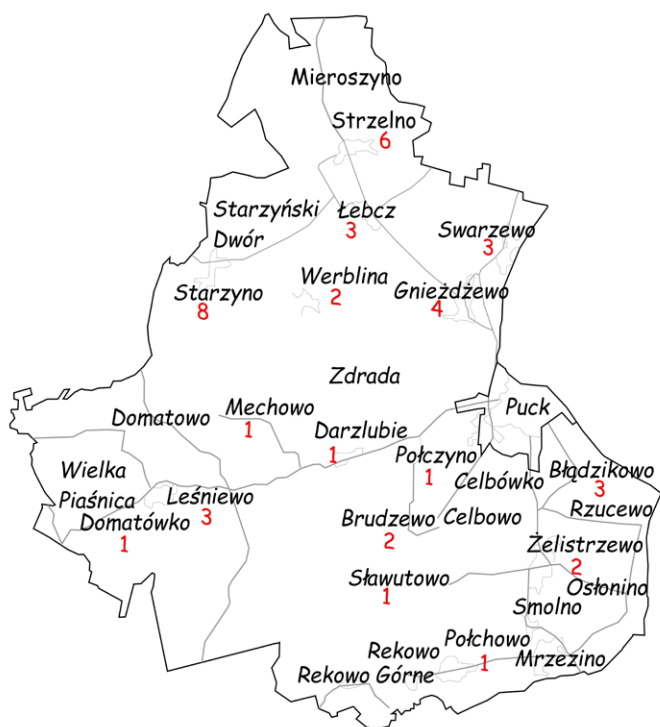 Mieroszyno
Strzelno
6
Starzyński
Dwór
Łebcz
3
Swarzewo
3
Starzyno
8
Werblina
2
Gnieżdżewo
4
Zdrada
Domatowo
Mechowo
1
Darzlubie
1
Puck
Połczyno
1
Celbówko
Błądzikowo
3
Wielka
Piaśnica
Leśniewo
3
Domatówko
1
Brudzewo
2
Celbowo
Rzucewo
Żelistrzewo
2
Sławutowo
1
Osłonino
Smolno
Połchowo
1
Rekowo
Mrzezino
Rekowo Górne